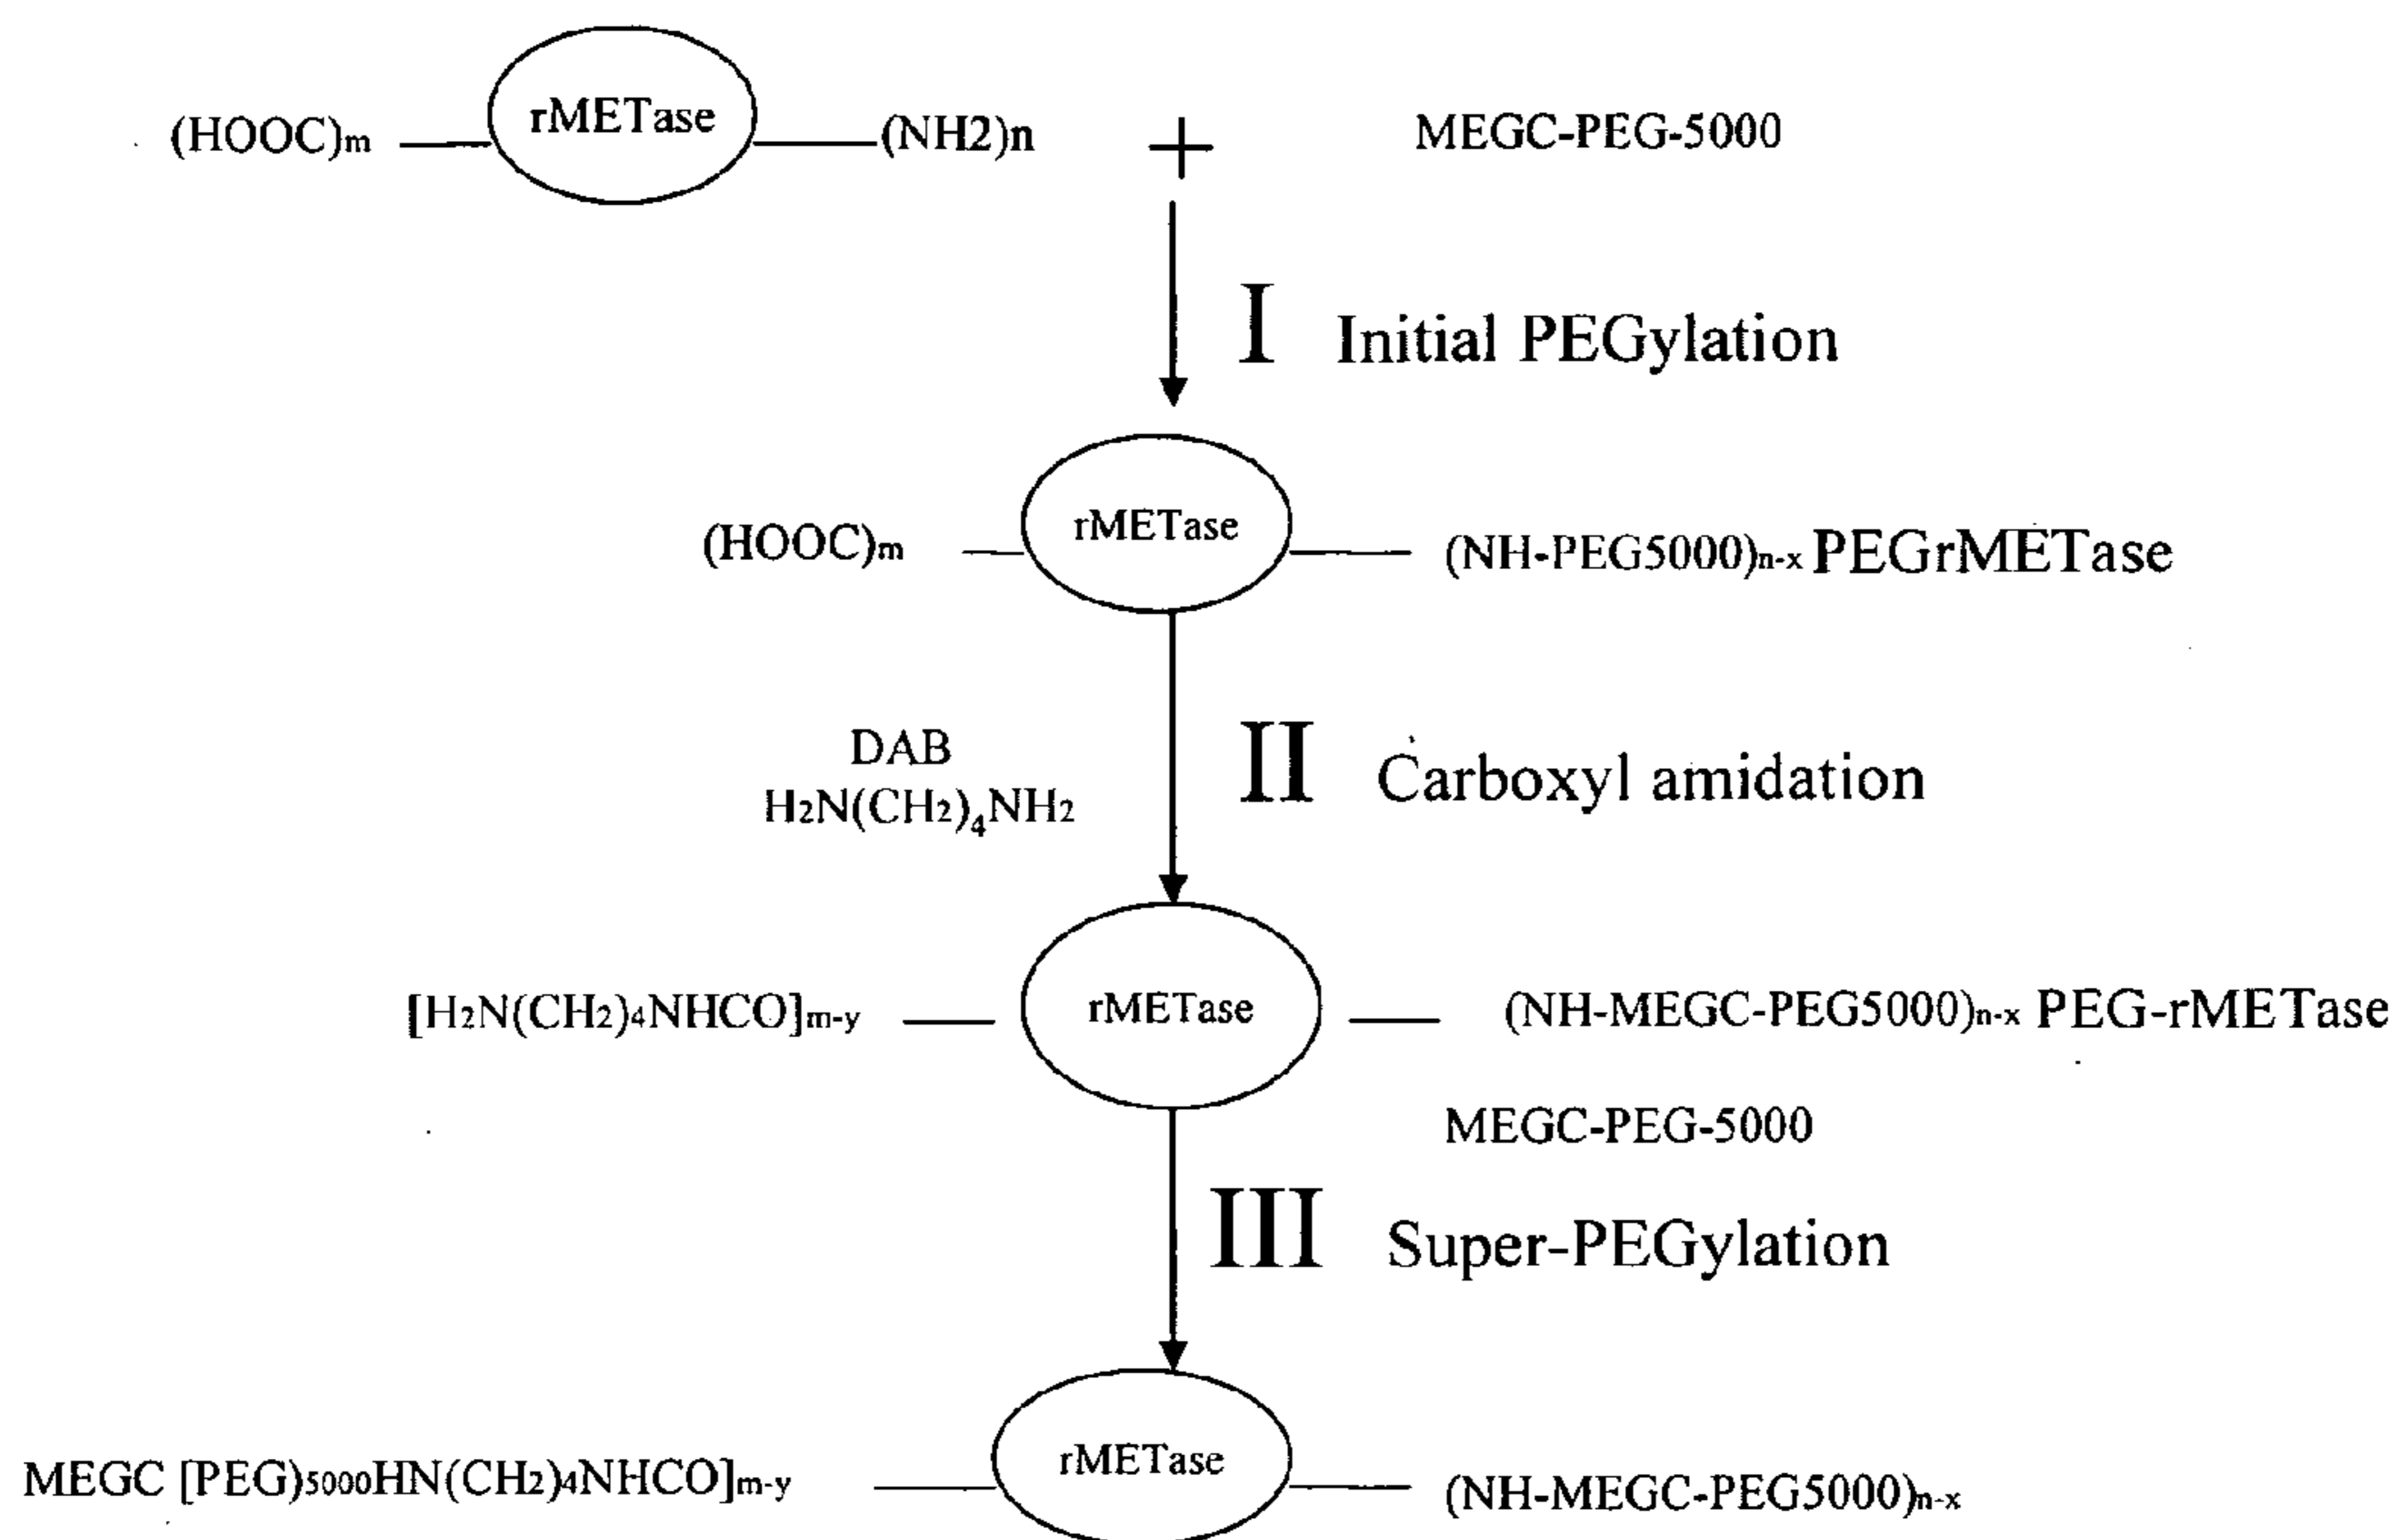 (HOOC)m rMETase (NH2)n + MEGC-PEG-5000
I Initial PEGylation
(HOOC)m rMETase (NH-PEG5000)n-x PEGrMETase
DAB
H2N(CH2)4NH2
II Carboxyl amidation
[H2N(CH2)4NHCO]m-y rMETase (NH-MEGC-PEG5000)n-x PEG-rMETase
MEGC-PEG-5000
III Super-PEGylation
MEGC [PEG)5000HN(CH2)4NHCO]m-y rMETase (NH-MEGC-PEG5000)n-x